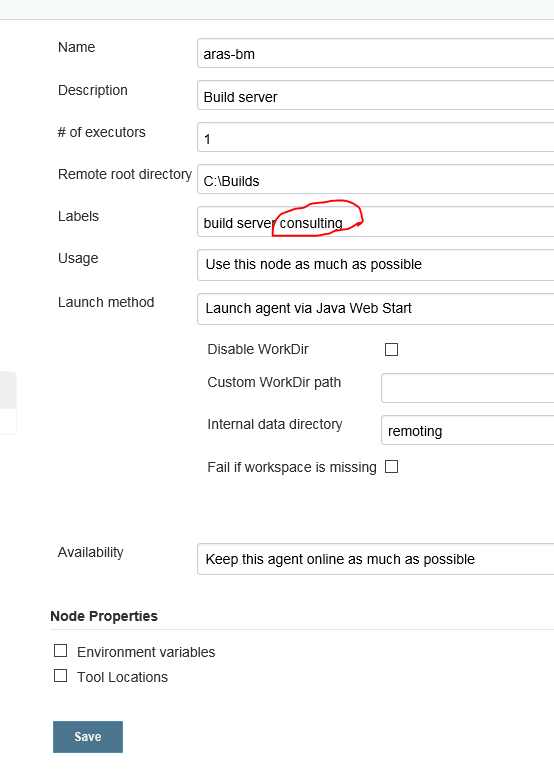 Name aras-bm
Description Build server
# of executors 1
Remote root directory C:\Builds
Labels build server consulting
Usage Use this node as much as possible
Launch method Launch agent via Java Web Start
Disable WorkDir
Custom WorkDir path
Internal data directory remoting
Fail if workspace is missing
Availability Keep this agent online as much as possible
Node Properties
Environment variables
Tool Locations
Save